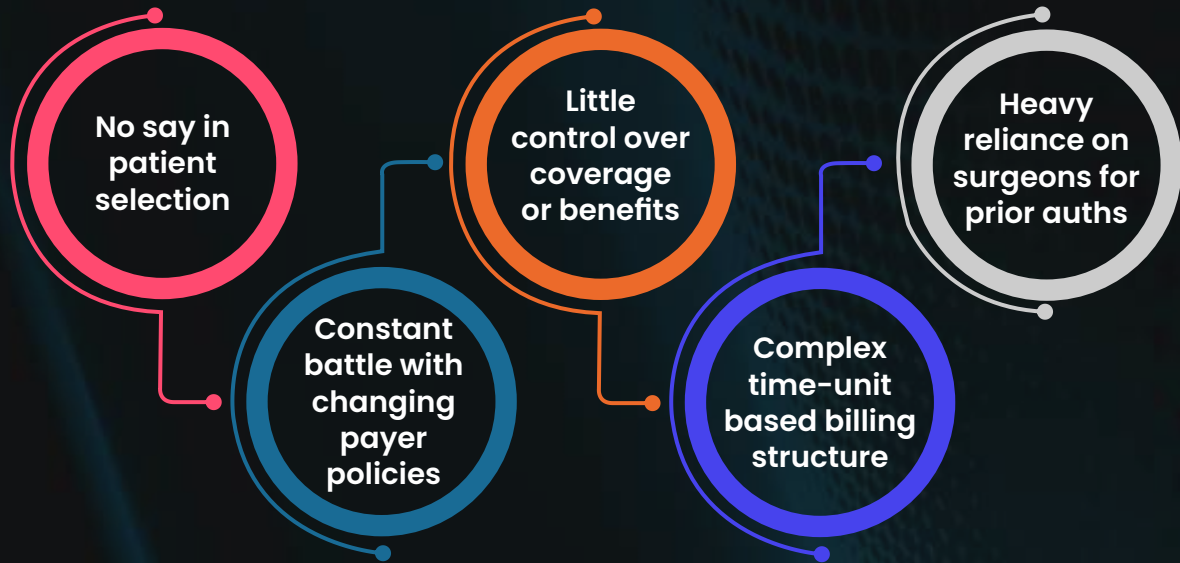 No say in
patient
selection
Constant
battle with
changing
payer
policies
Little
control over
coverage
or benefits
Complex
time-unit
based billing
structure
Heavy
reliance on
surgeons for
prior auths